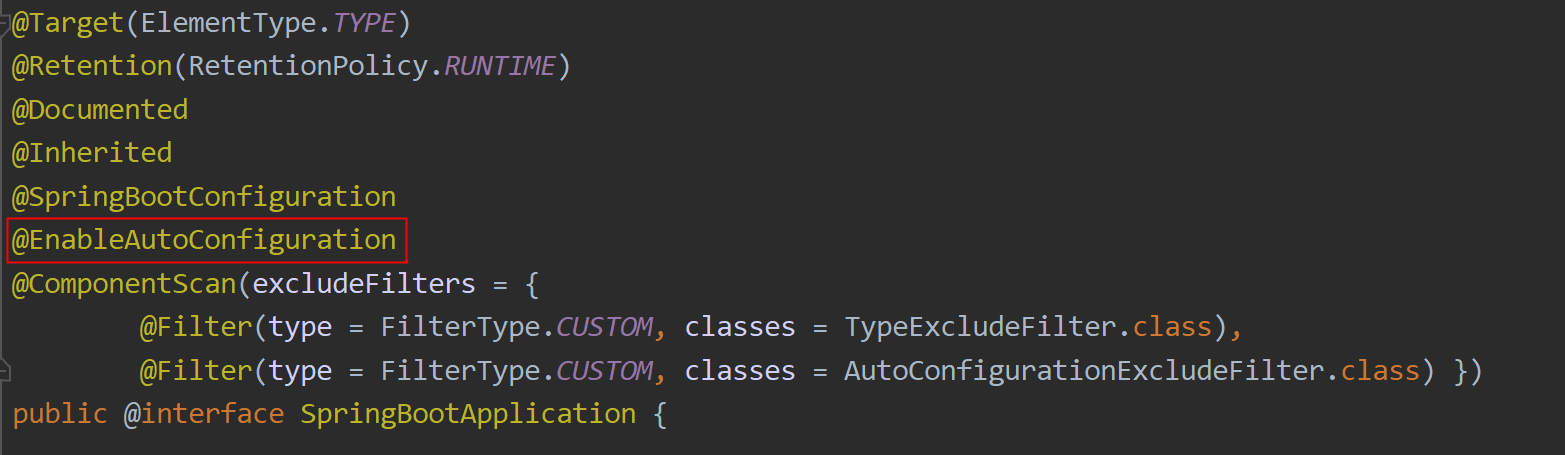 @Target(ElementType.TYPE)
@Retention(RetentionPolicy.RUNTIME)
@Documented
@Inherited
@SpringBootConfiguration
@EnableAutoConfiguration
@ComponentScan(excludeFilters = {
        @Filter(type = FilterType.CUSTOM, classes = TypeExcludeFilter.class),
        @Filter(type = FilterType.CUSTOM, classes = AutoConfigurationExcludeFilter.class) })
public @interface SpringBootApplication {